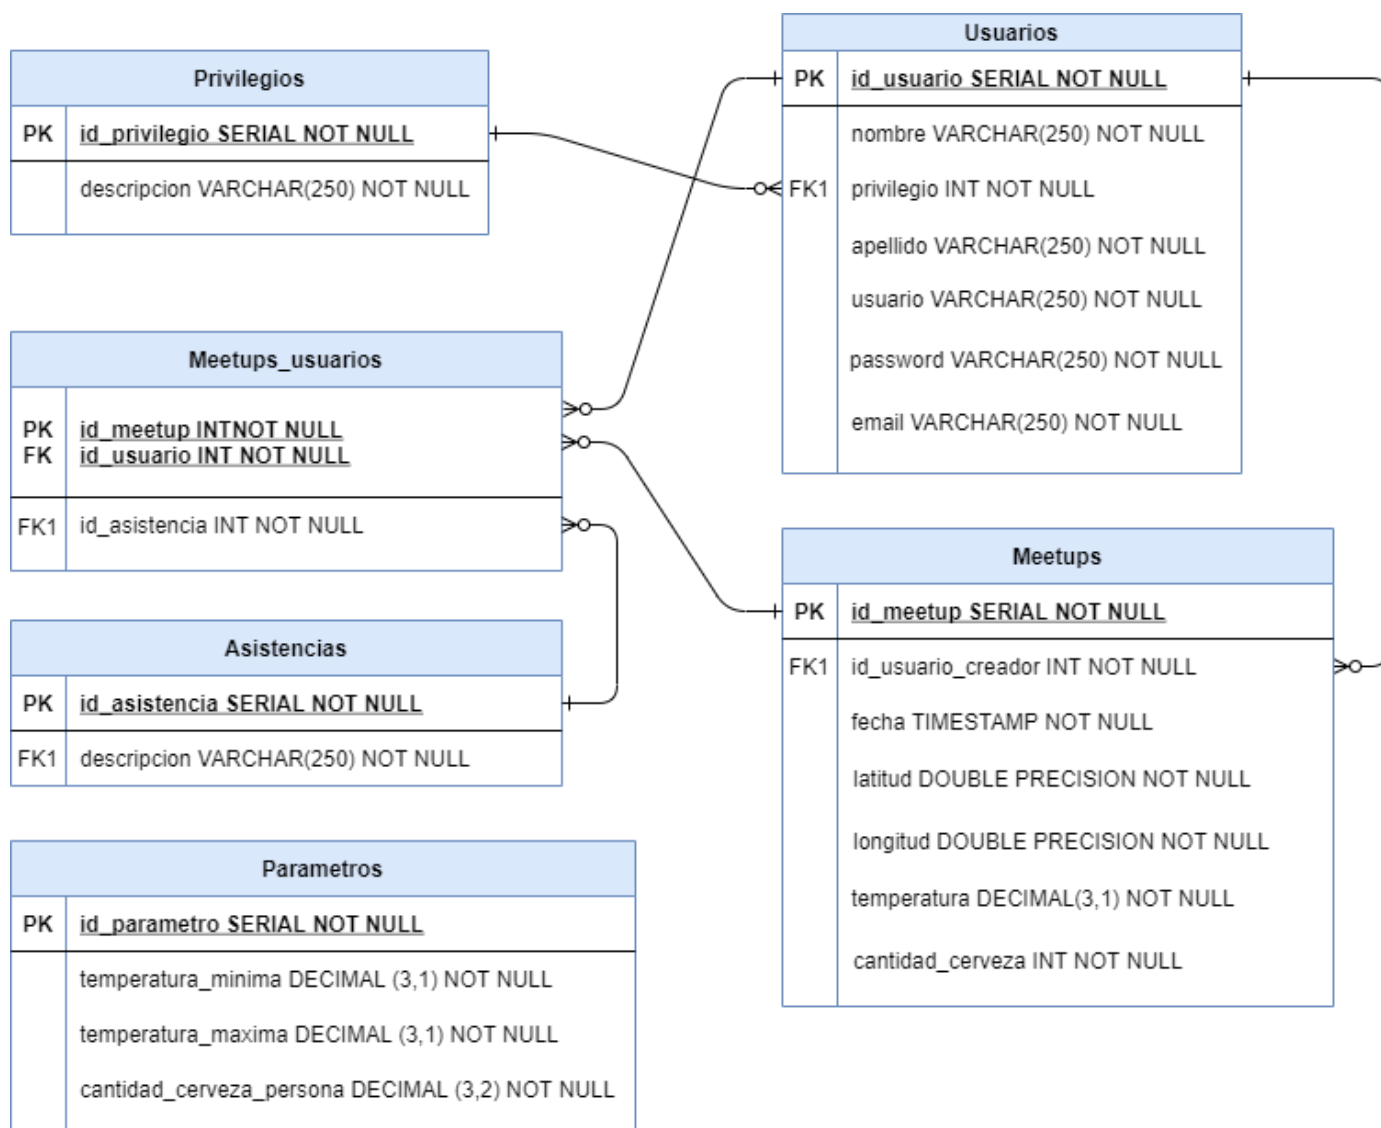 Privilegios
PK id_privilegio SERIAL NOT NULL
descripcion VARCHAR(250) NOT NULL
Usuarios
PK id_usuario SERIAL NOT NULL
nombre VARCHAR(250) NOT NULL
FK1 privilegio INT NOT NULL
apellido VARCHAR(250) NOT NULL
usuario VARCHAR(250) NOT NULL
password VARCHAR(250) NOT NULL
email VARCHAR(250) NOT NULL
Meetups_usuarios
PK id_meetup INTNOT NULL
FK id_usuario INT NOT NULL
FK1 id_asistencia INT NOT NULL
Meetups
PK id_meetup SERIAL NOT NULL
FK1 id_usuario_creador INT NOT NULL
fecha TIMESTAMP NOT NULL
latitud DOUBLE PRECISION NOT NULL
longitud DOUBLE PRECISION NOT NULL
temperatura DECIMAL(3,1) NOT NULL
cantidad_cerveza INT NOT NULL
Asistencias
PK id_asistencia SERIAL NOT NULL
FK1 descripcion VARCHAR(250) NOT NULL
Parametros
PK id_parametro SERIAL NOT NULL
temperatura_minima DECIMAL (3,1) NOT NULL
temperatura_maxima DECIMAL (3,1) NOT NULL
cantidad_cerveza_persona DECIMAL (3,2) NOT NULL